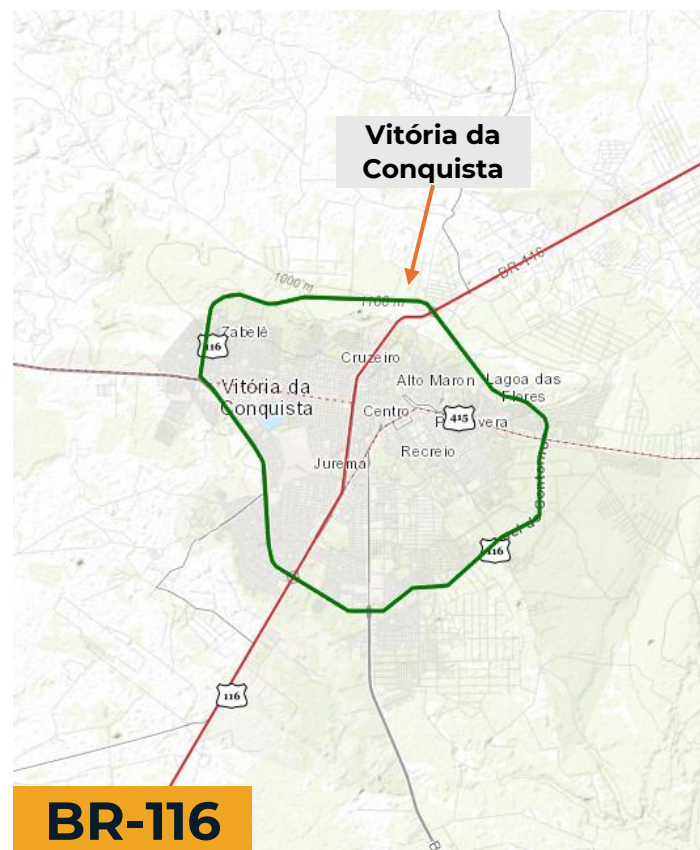 Vitória da
Conquista
BR-116
1000 m
1100 m
Zabelê
116
Cruzeiro
Vitória da
Conquista
Alto Maron
Lagoa das
Flores
Centro
415
Recreio
Jurema
116
116
BR-116